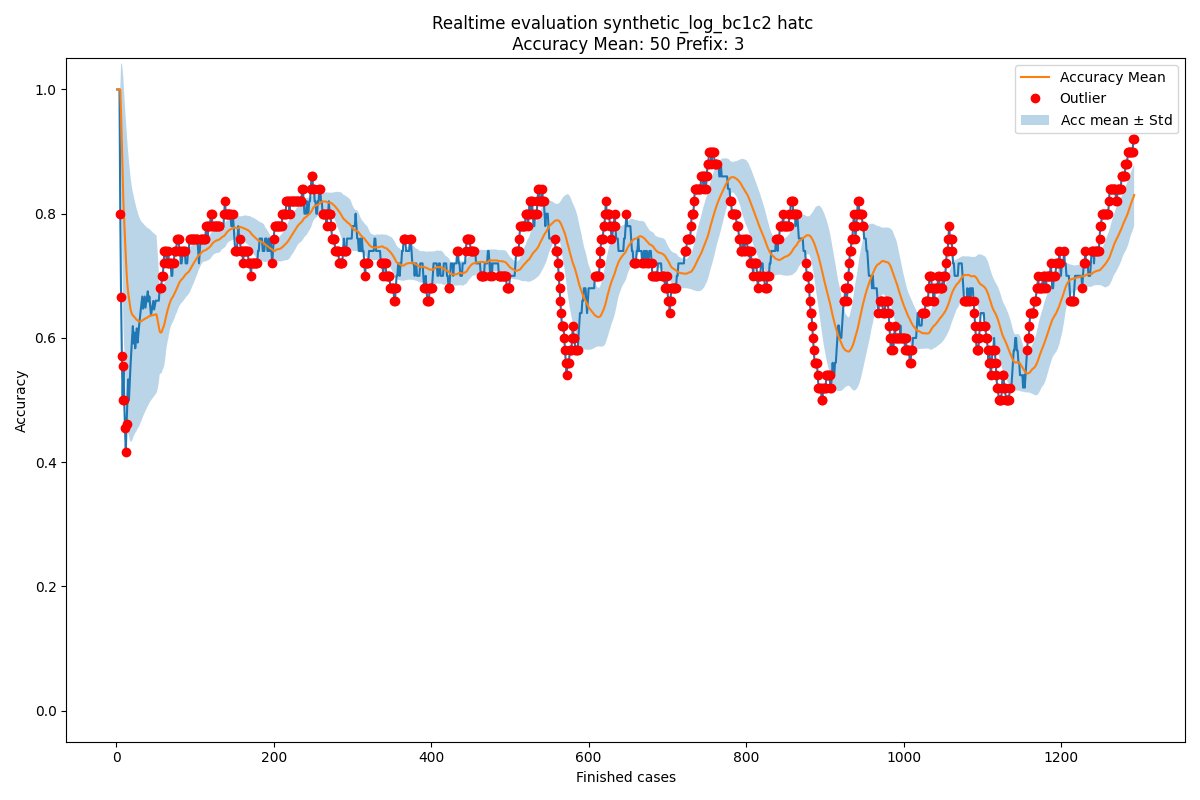 Realtime evaluation synthetic_log_bc1c2 hatc
Accuracy Mean: 50 Prefix: 3
Accuracy Mean
Outlier
Acc mean ± Std
1.0
0.8
0.6
0.4
0.2
0.0
Accuracy
0
200
400
600
800
1000
1200
Finished cases